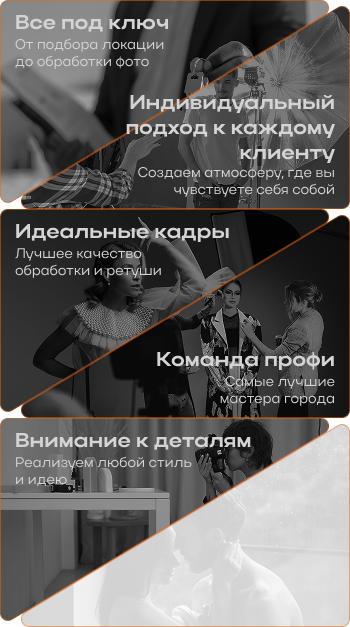 Все под ключ
От подбора локации
до обработки фото
Индивидуальный
подход к каждому
клиенту
Создаем атмосферу, где вы
чувствуете себя собой
Идеальные кадры
Лучшее качество
обработки и ретуши
Команда профи
Самые лучшие
мастера города
Внимание к деталям
Реализуем любой стиль
и идею